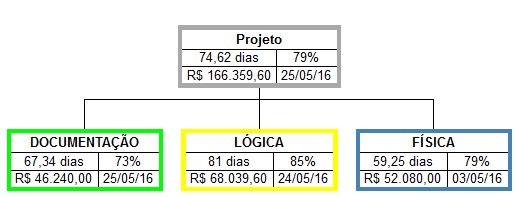 Projeto
74,62 dias 79%
R$ 166.359,60 25/05/16
DOCUMENTAÇÃO
67,34 dias 73%
R$ 46.240,00 25/05/16
LÓGICA
81 dias 85%
R$ 68.039,60 24/05/16
FÍSICA
59,25 dias 79%
R$ 52.080,00 03/05/16